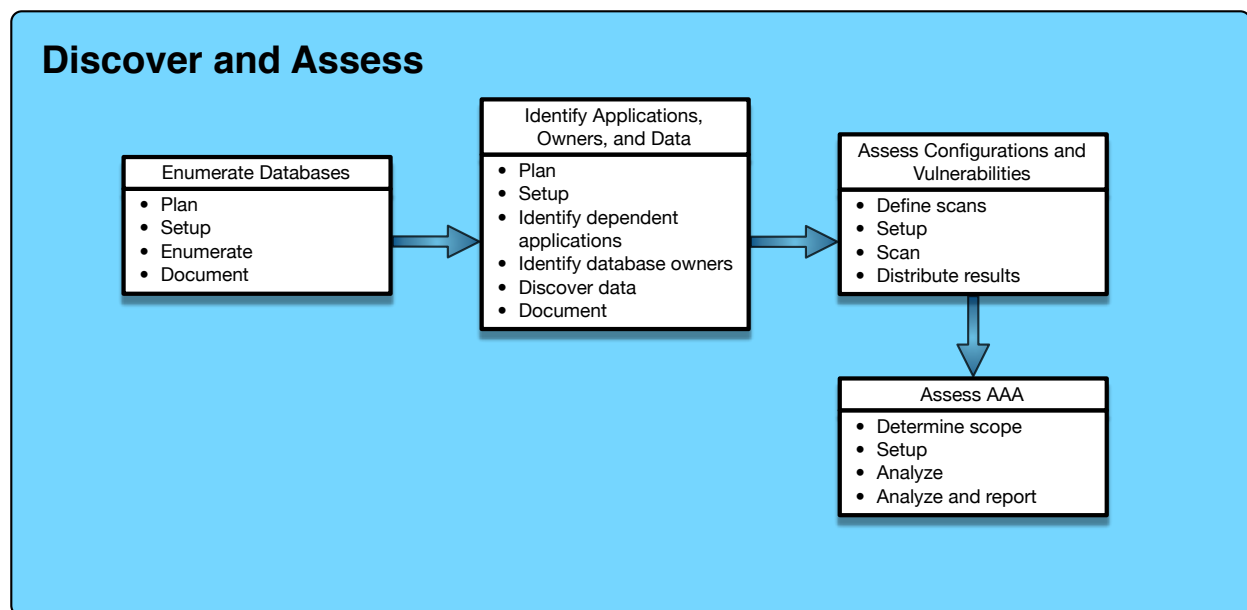 Discover and Assess
Enumerate Databases
• Plan
• Setup
• Enumerate
• Document
Identify Applications,
Owners, and Data
• Plan
• Setup
• Identify dependent
applications
• Identify database owners
• Discover data
• Document
Assess Configurations and
Vulnerabilities
• Define scans
• Setup
• Scan
• Distribute results
Assess AAA
• Determine scope
• Setup
• Analyze
• Analyze and report